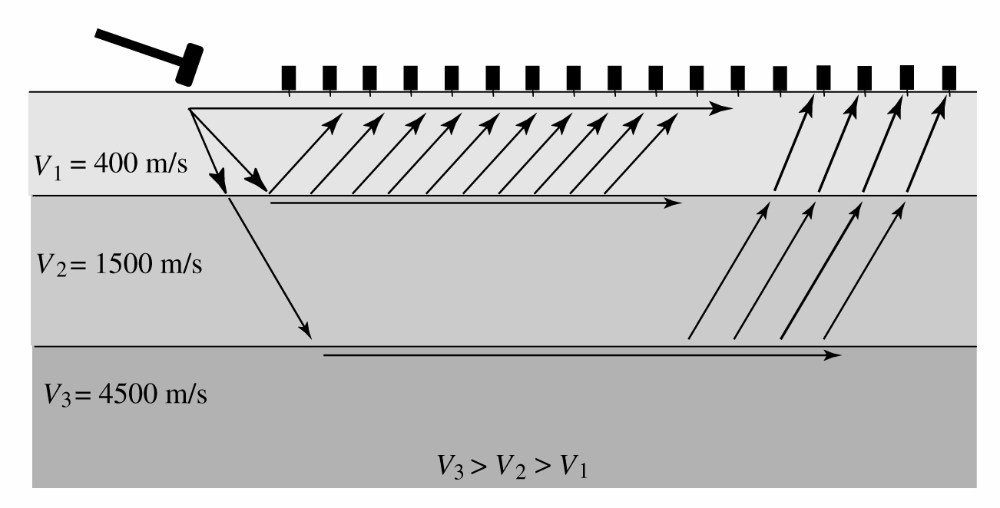 V1 = 400 m/s
V2= 1500 m/s
V3= 4500 m/s
V3 > V2 > V1